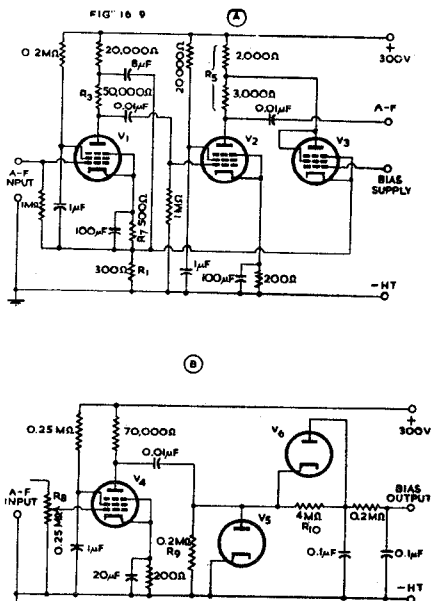 FIG. 16 9
A
0.2MΩ
20,000Ω
8μF
R3
50,000Ω
0.01μF
20,000Ω
R5
2,000Ω
3,000Ω
0.01μF
+
300V
A-F
V1
V2
V3
A-F
INPUT
BIAS
SUPPLY
1MΩ
1μF
100μF
R7 500Ω
300Ω
R1
1MΩ
1μF
100μF
200Ω
-HT
B
0.25 MΩ
70,000Ω
0.01μF
V6
+
300V
A-F
INPUT
R8
0.25 MΩ
V4
V5
4MΩ
R10
0.2MΩ
BIAS
OUTPUT
1μF
20μF
200Ω
0.2MΩ
R9
0.1μF
0.1μF
-HT